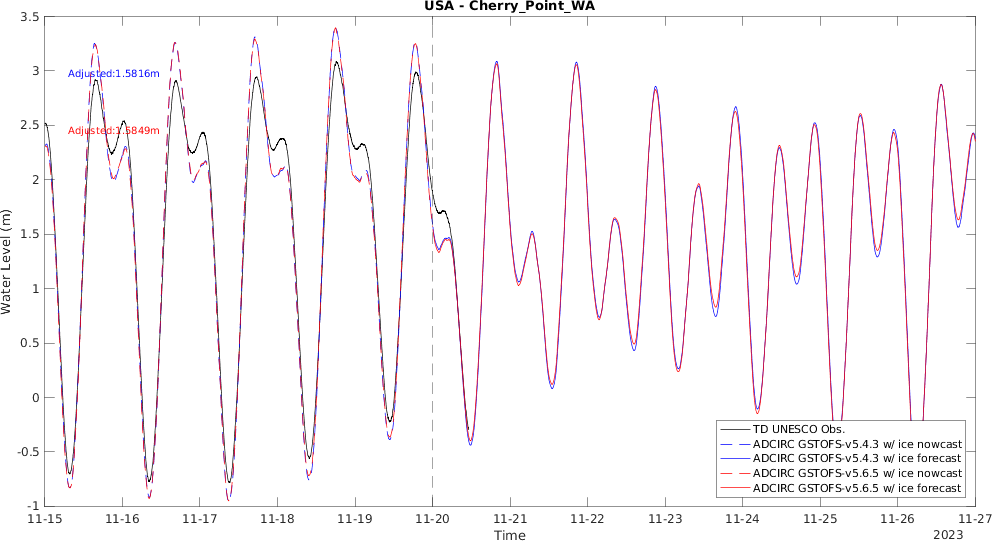 USA - Cherry_Point_WA
3.5
3
2.5
2
1.5
1
0.5
0
-0.5
-1
Water Level (m)
Adjusted:1.5816m
Adjusted:1.5849m
TD UNESCO Obs.
ADCIRC GSTOFS-v5.4.3 w/ ice nowcast
ADCIRC GSTOFS-v5.4.3 w/ ice forecast
ADCIRC GSTOFS-v5.6.5 w/ ice nowcast
ADCIRC GSTOFS-v5.6.5 w/ ice forecast
11-15 11-16 11-17 11-18 11-19 11-20 11-21 11-22 11-23 11-24 11-25 11-26 11-27
Time
2023